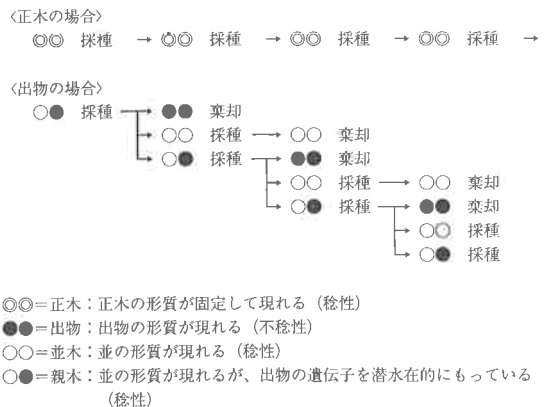 〈正木の場合〉
◎◎ 採種 → ◎◎ 採種 → ◎◎ 採種 → ◎◎ 採種 →
〈出物の場合〉
○● 採種 → ●● 棄却
○○ 採種 → ○○ 棄却
○● 採種 → ●● 棄却
○○ 採種 → ○○ 棄却
○● 採種 → ●● 棄却
○○ 採種
○● 採種
◎◎＝正木：正木の形質が固定して現れる（稔性）
●●＝出物：出物の形質が現れる（不稔性）
○○＝並木：並の形質が現れる（稔性）
○●＝親木：並の形質が現れるが、出物の遺伝子を潜水在的にもっている
（稔性）